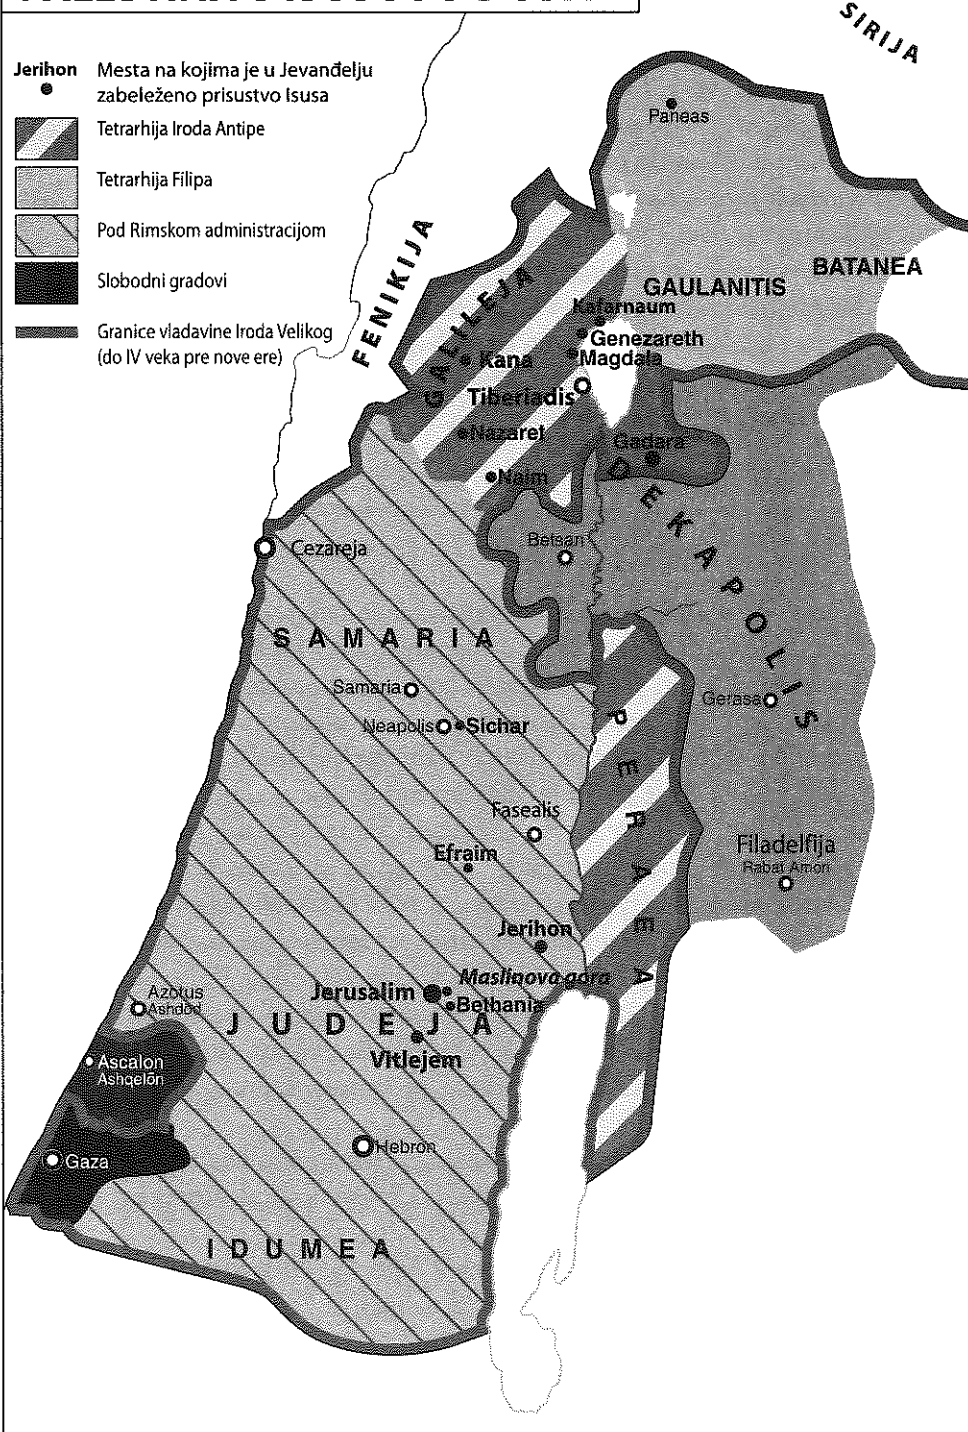 SIRIJA
Jerihon
Mesta na kojima je u Jevanđelju
zabeleženo prisustvo Isusa
Tetrarhija Iroda Antipe
Tetrarhija Filipa
Pod Rimskom administracijom
Slobodni gradovi
Granice vladavine Iroda Velikog
(do IV veka pre nove ere)
Paneas
FENIKIJA
GALILEJA
GAULANITIS
BATANEA
Kafarnaum
Genezareth
Magdala
Kana
Tiberiadis
Nazaret
Gadara
Naim
DEKAPOLIS
Betsan
Cezareja
SAMARIA
Samaria
Neapolis
Sichar
Gerasa
PERAEA
Fasealis
Efraim
Filadelfija
Rabat Amon
Jerihon
Maslinova gora
Jerusalim
Bethania
Azotus
Ashdod
JUDEJA
Vitlejem
Ascalon
Ashqelon
Hebron
Gaza
IDUMEA